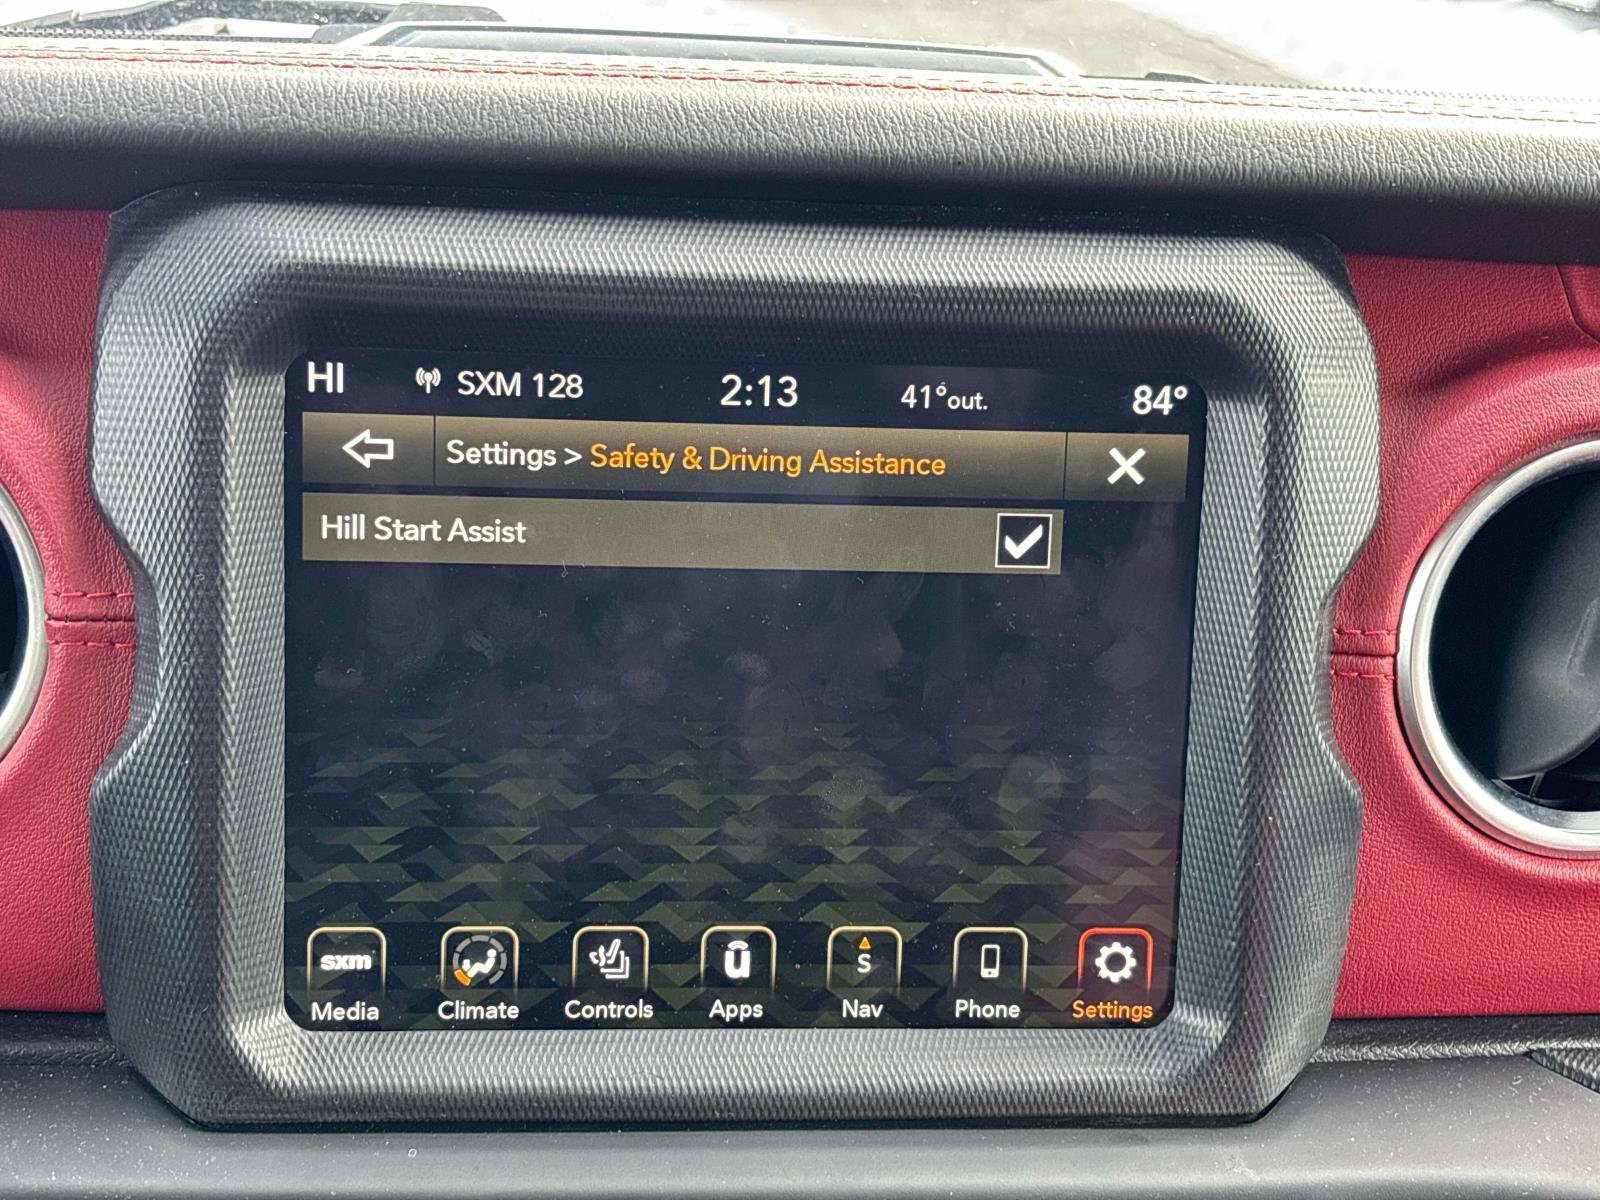 HI SXM 128 2:13 41°out. 84°
Settings > Safety & Driving Assistance
Hill Start Assist
sxm ū S
Media Climate Controls Apps Nav Phone Settings